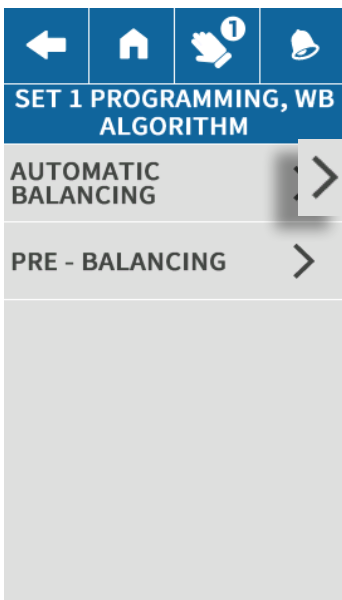 1
SET 1 PROGRAMMING, WB
ALGORITHM
AUTOMATIC
BALANCING
PRE - BALANCING